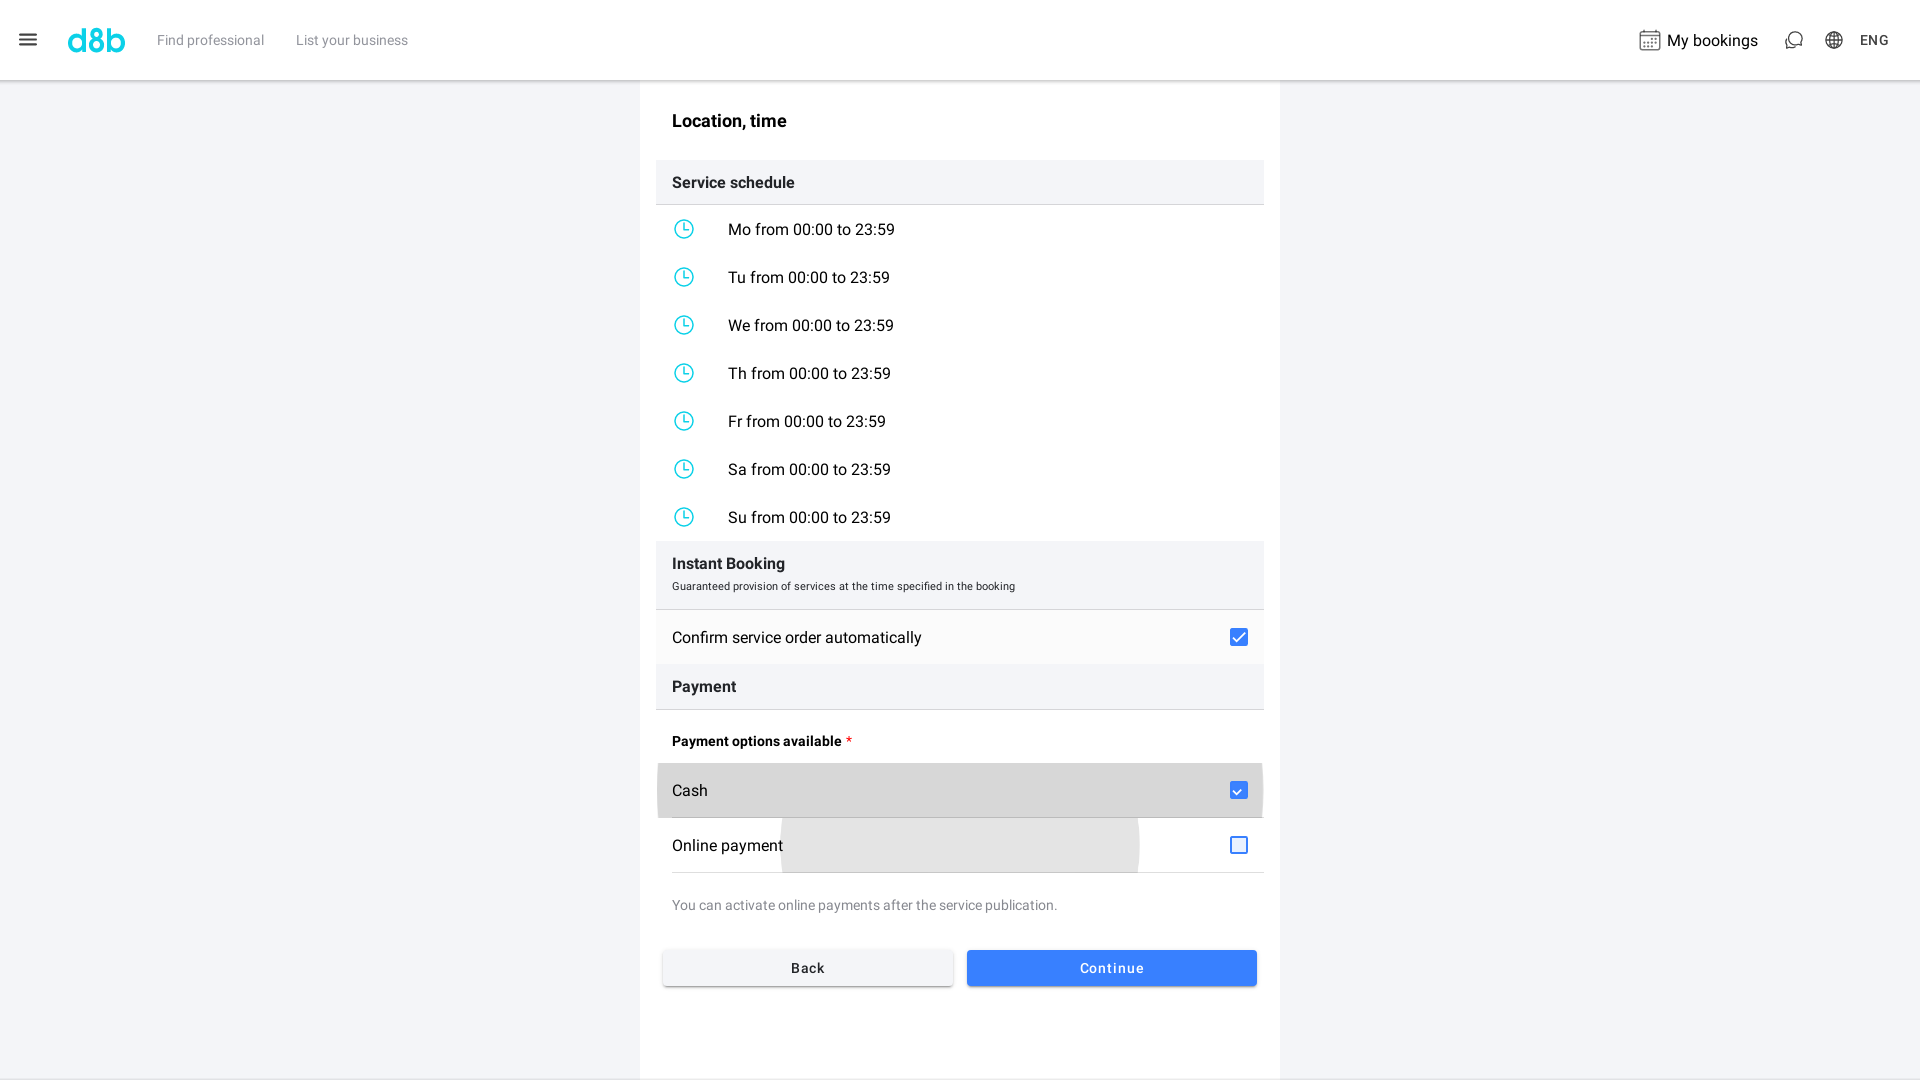 d8b
Find professional
List your business
My bookings
ENG
Location, time
Service schedule
Mo from 00:00 to 23:59
Tu from 00:00 to 23:59
We from 00:00 to 23:59
Th from 00:00 to 23:59
Fr from 00:00 to 23:59
Sa from 00:00 to 23:59
Su from 00:00 to 23:59
Instant Booking
Guaranteed provision of services at the time specified in the booking
Confirm service order automatically
Payment
Payment options available *
Cash
Online payment
You can activate online payments after the service publication.
Back
Continue